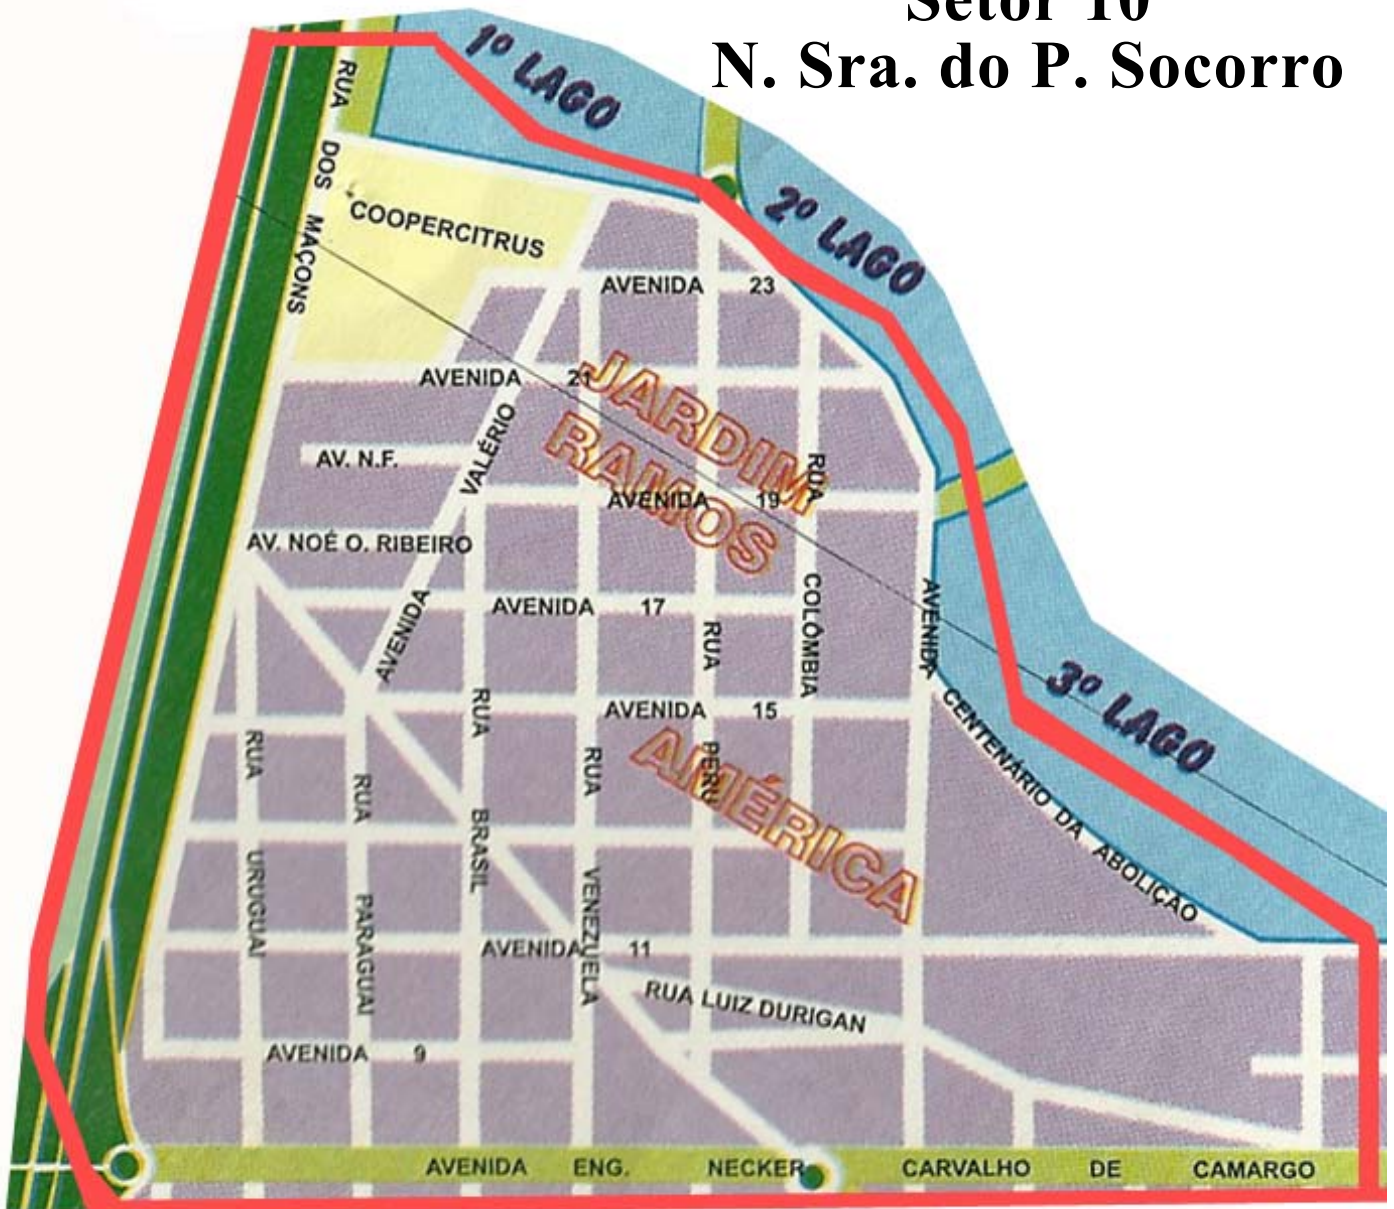 Setor 10
N. Sra. do P. Socorro
1º LAGO
2º LAGO
3º LAGO
RUA DOS MAÇONS
COOPERCITRUS
AVENIDA 23
AVENIDA 21
JARDIM
RAMOS
AV. N.F.
AVENIDA VALÉRIO
AVENIDA 19
AV. NOÉ O. RIBEIRO
AVENIDA 17
RUA COLÔMBIA
AVENIDA CENTENÁRIO DA ABOLIÇÃO
AVENIDA 15
RUA PERU
AMÉRICA
RUA URUGUAI
RUA PARAGUAI
RUA BRASIL
RUA VENEZUELA
AVENIDA 11
RUA LUIZ DURIGAN
AVENIDA 9
AVENIDA ENG. NECKER CARVALHO DE CAMARGO